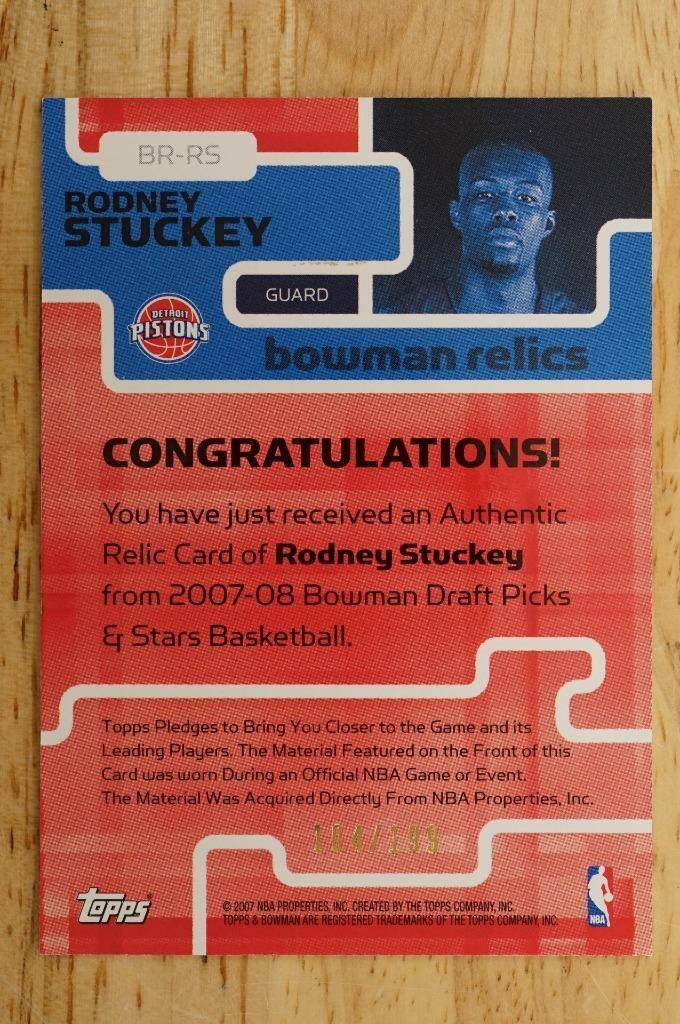 BR-RS
RODNEY
STUCKEY
GUARD
DETROIT
PISTONS
bowman relics
CONGRATULATIONS!
You have just received an Authentic
Relic Card of Rodney Stuckey
from 2007-08 Bowman Draft Picks
& Stars Basketball.
Topps Pledges to Bring You Closer to the Game and its
Leading Players. The Material Featured on the Front of this
Card was worn During an Official NBA Game or Event.
The Material Was Acquired Directly From NBA Properties, Inc.
184/199
topps
© 2007 NBA PROPERTIES, INC. CREATED BY THE TOPPS COMPANY, INC.
TOPPS & BOWMAN ARE REGISTERED TRADEMARKS OF THE TOPPS COMPANY, INC.
NBA